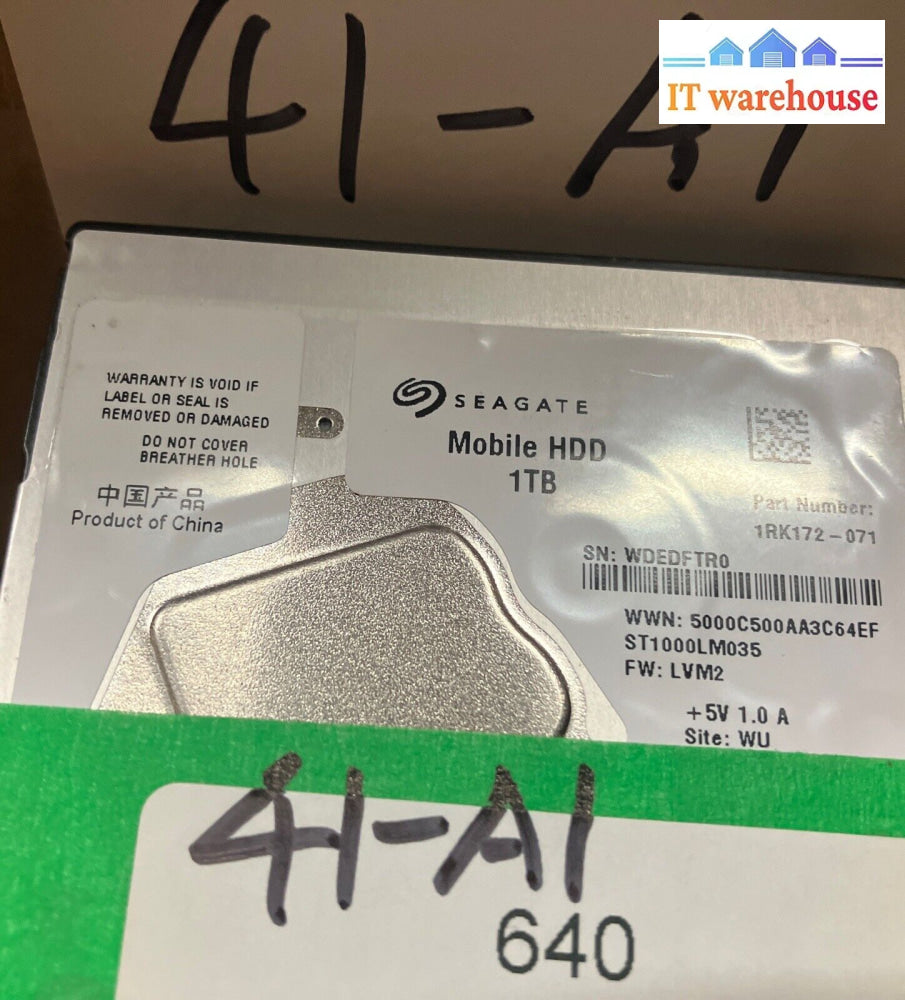 41-A1
IT warehouse
WARRANTY IS VOID IF
LABEL OR SEAL IS
REMOVED OR DAMAGED
DO NOT COVER
BREATHER HOLE
中国产品
Product of China
SEAGATE
Mobile HDD
1TB
Part Number:
1RK172-071
SN: WDEDFTR0
WWN: 5000C500AA3C64EF
ST1000LM035
FW: LVM2
+5V 1.0 A
Site: WU
41-A1
640